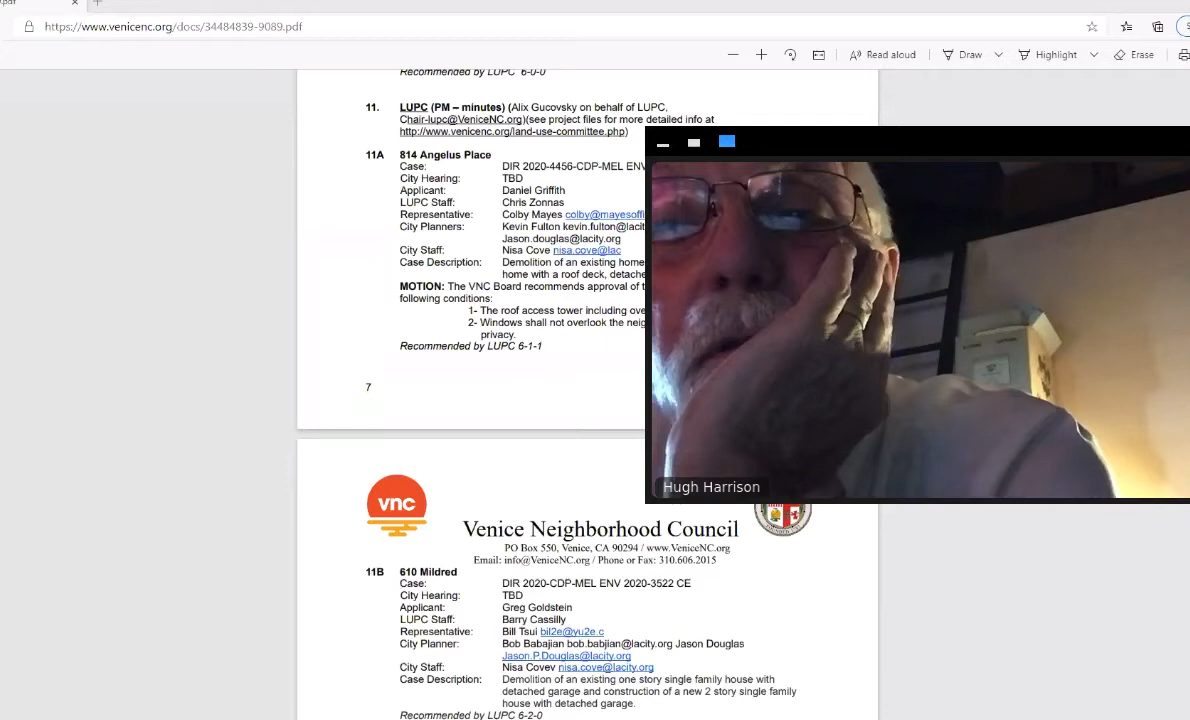 .pdf
https://www.venicenc.org/docs/34484839-9089.pdf
Read aloud
Draw
Highlight
Erase
Recommended by LUPC 6-0-0
11. LUPC (PM – minutes) (Alix Gucovsky on behalf of LUPC,
Chair-lupc@VeniceNC.org)(see project files for more detailed info at
http://www.venicenc.org/land-use-committee.php)
11A 814 Angelus Place
Case: DIR 2020-4456-CDP-MEL ENV
City Hearing: TBD
Applicant: Daniel Griffith
LUPC Staff: Chris Zonnas
Representative: Colby Mayes colby@mayesoffi
City Planners: Kevin Fulton kevin.fulton@lacit
Jason.douglas@lacity.org
City Staff: Nisa Cove nisa.cove@lac
Case Description: Demolition of an existing home
home with a roof deck, detache
MOTION: The VNC Board recommends approval of t
following conditions:
1- The roof access tower including ove
2- Windows shall not overlook the neig
privacy.
Recommended by LUPC 6-1-1
7
Hugh Harrison
vnc
Venice Neighborhood Council
PO Box 550, Venice, CA 90294 / www.VeniceNC.org
Email: info@VeniceNC.org / Phone or Fax: 310.606.2015
11B 610 Mildred
Case: DIR 2020-CDP-MEL ENV 2020-3522 CE
City Hearing: TBD
Applicant: Greg Goldstein
LUPC Staff: Barry Cassilly
Representative: Bill Tsui bil2e@yu2e.c
City Planner: Bob Babajian bob.babjian@lacity.org Jason Douglas
Jason.P.Douglas@lacity.org
City Staff: Nisa Covev nisa.cove@lacity.org
Case Description: Demolition of an existing one story single family house with
detached garage and construction of a new 2 story single family
house with detached garage.
Recommended by LUPC 6-2-0